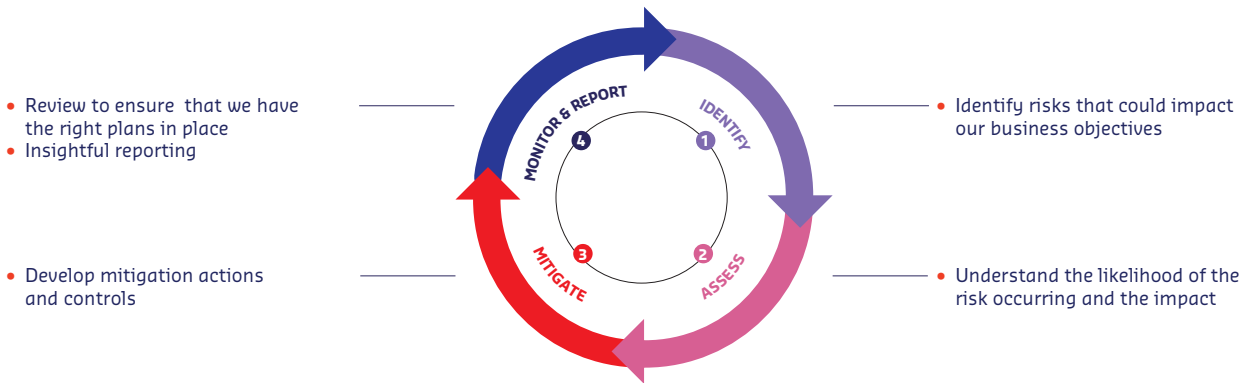 MONITOR & REPORT
IDENTIFY
4
1
3
2
MITIGATE
ASSESS
• Review to ensure that we have
the right plans in place
• Insightful reporting
• Identify risks that could impact
our business objectives
• Develop mitigation actions
and controls
• Understand the likelihood of the
risk occurring and the impact